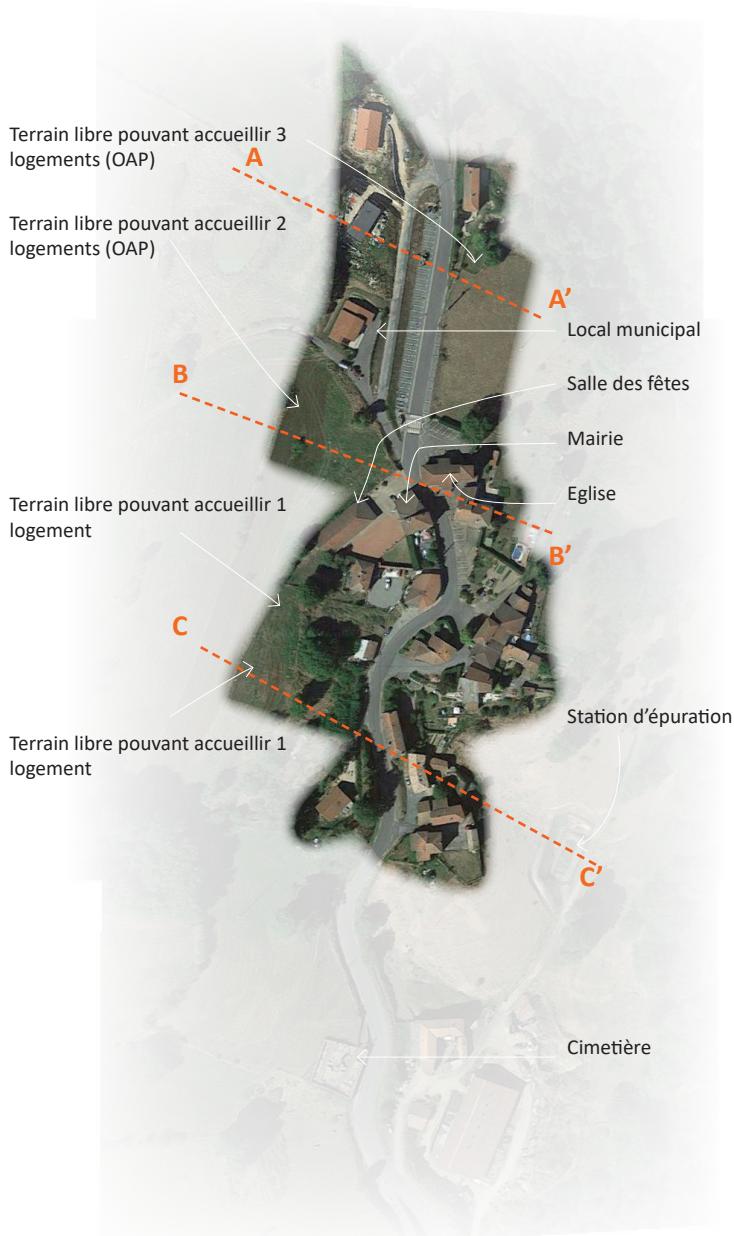 Terrain libre pouvant accueillir 3
logements (OAP)
A
Terrain libre pouvant accueillir 2
logements (OAP)
A’
Local municipal
B
Salle des fêtes
Mairie
Eglise
Terrain libre pouvant accueillir 1
logement
B’
C
Station d’épuration
Terrain libre pouvant accueillir 1
logement
C’
Cimetière